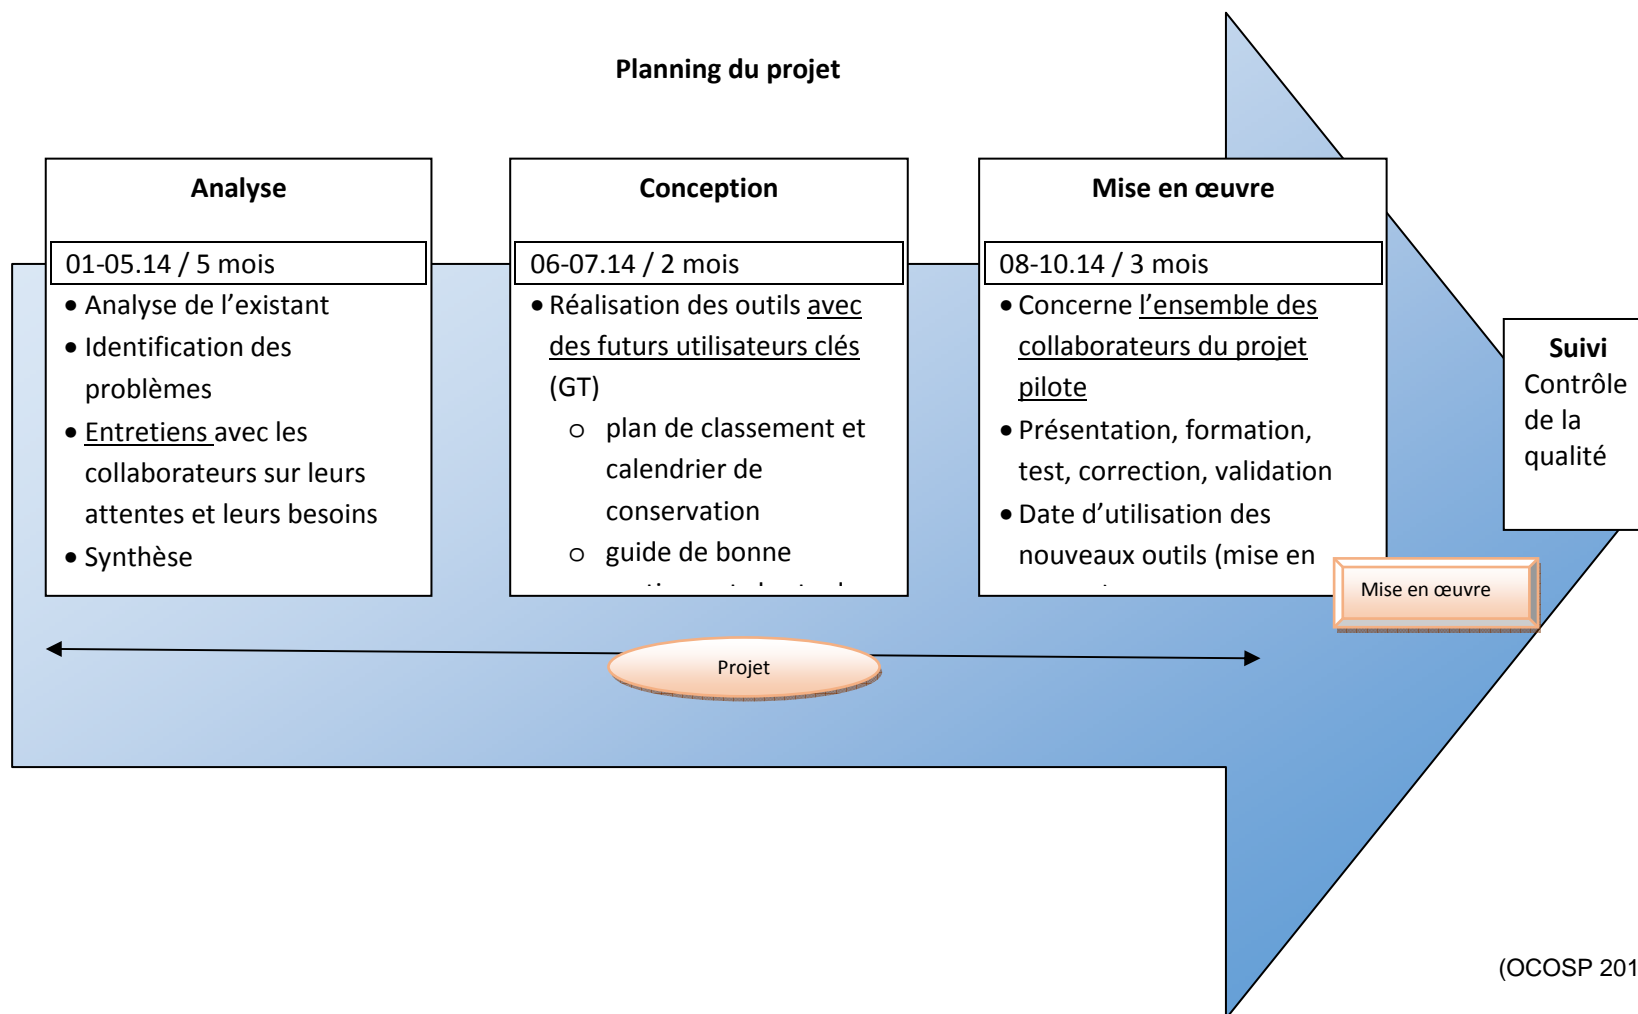 Planning du projet
Analyse
01-05.14 / 5 mois
• Analyse de l’existant
• Identification des
problèmes
• Entretiens avec les
collaborateurs sur leurs
attentes et leurs besoins
• Synthèse
Conception
06-07.14 / 2 mois
• Réalisation des outils avec
des futurs utilisateurs clés
(GT)
o plan de classement et
calendrier de
conservation
o guide de bonne
Mise en œuvre
08-10.14 / 3 mois
• Concerne l’ensemble des
collaborateurs du projet
pilote
• Présentation, formation,
test, correction, validation
• Date d’utilisation des
nouveaux outils (mise en
Suivi
Contrôle
de la
qualité
Mise en œuvre
Projet
(OCOSP 201